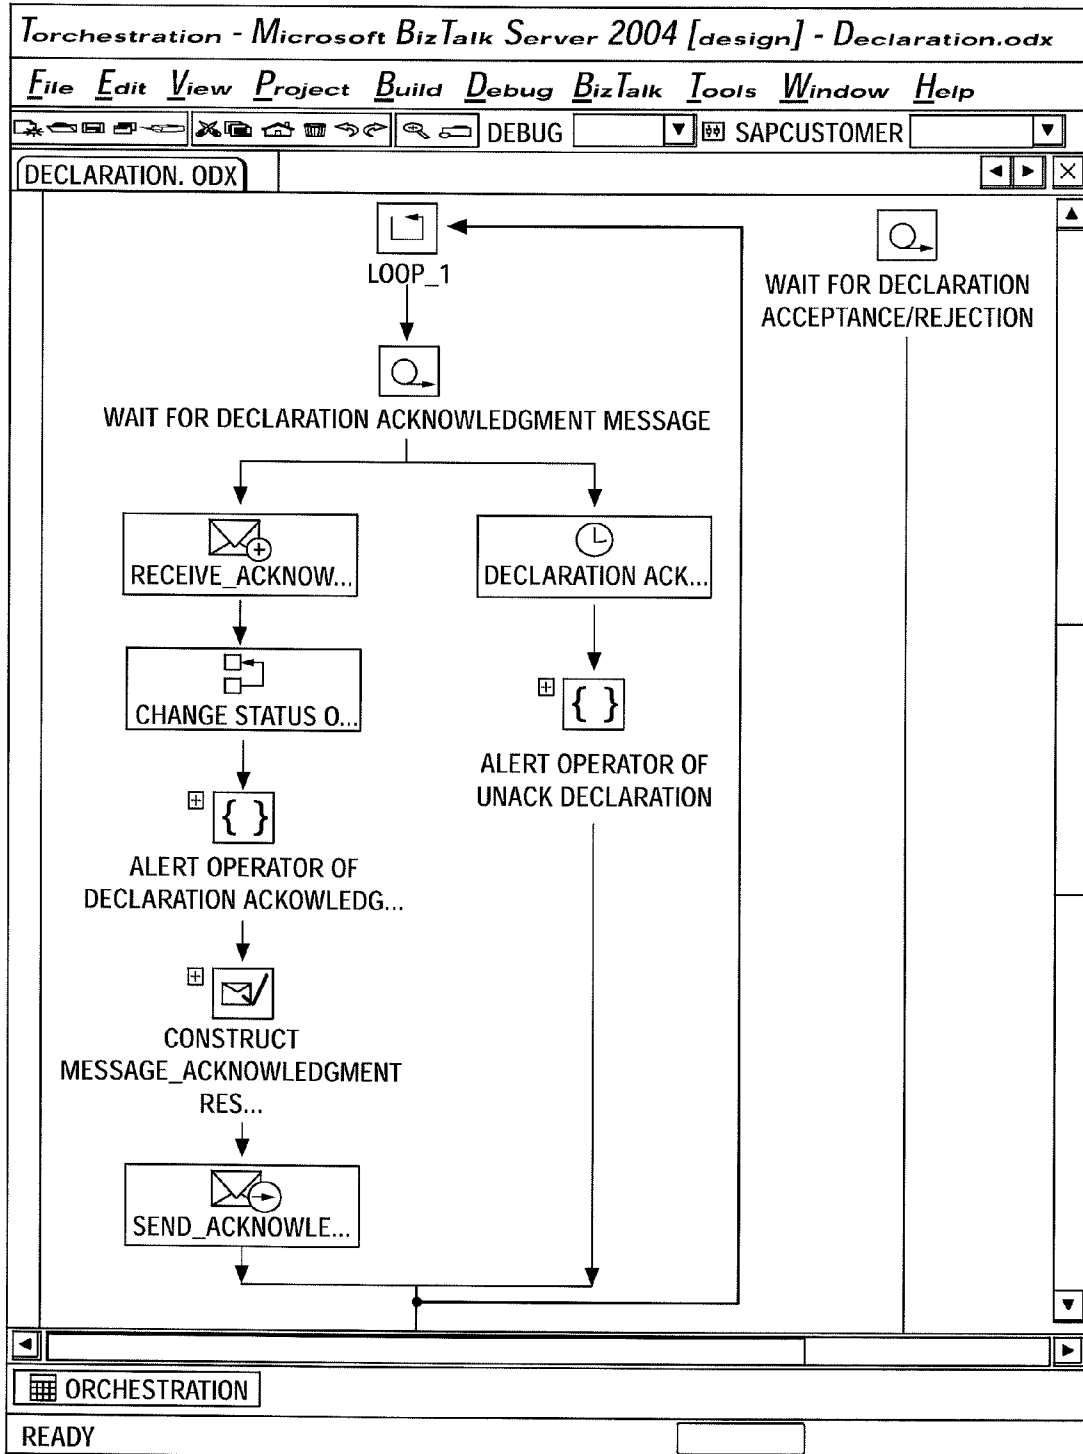 Torchestration - Microsoft BizTalk Server 2004 [design] - Declaration.odx
File Edit View Project Build Debug BizTalk Tools Window Help
DEBUG SAPCUSTOMER
DECLARATION. ODX
LOOP_1
WAIT FOR DECLARATION
ACCEPTANCE/REJECTION
WAIT FOR DECLARATION ACKNOWLEDGMENT MESSAGE
RECEIVE_ACKNOW...
DECLARATION ACK...
CHANGE STATUS O...
ALERT OPERATOR OF
UNACK DECLARATION
ALERT OPERATOR OF
DECLARATION ACKOWLEDG...
CONSTRUCT
MESSAGE_ACKNOWLEDGMENT
RES...
SEND_ACKNOWLE...
ORCHESTRATION
READY